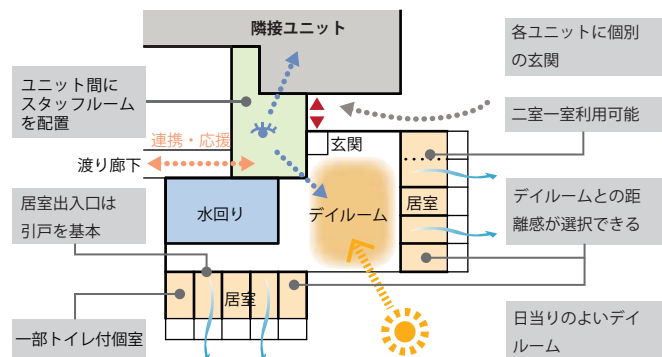 隣接ユニット
各ユニットに個別
の玄関
ユニット間に
スタッフルーム
を配置
二室一室利用可能
連携・応援
玄関
渡り廊下
居室出入口は
引戸を基本
水回り
デイルーム
居室
デイルームとの距
離感が選択できる
居室
一部トイレ付個室
日当りのよいデイ
ルーム